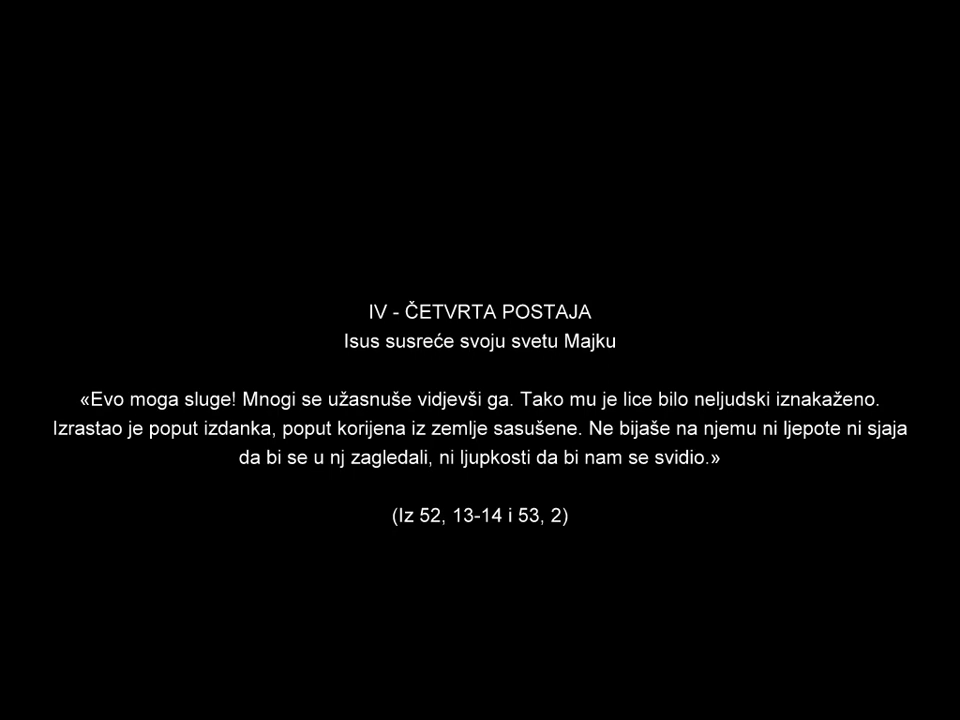 IV - ČETVRTA POSTAJA
Isus susreće svoju svetu Majku
«Evo moga sluge! Mnogi se užasnuše vidjevši ga. Tako mu je lice bilo neljudski iznakaženo.
Izrastao je poput izdanka, poput korijena iz zemlje sasušene. Ne bijaše na njemu ni ljepote ni sjaja
da bi se u nj zagledali, ni ljupkosti da bi nam se svidio.»
(Iz 52, 13-14 i 53, 2)